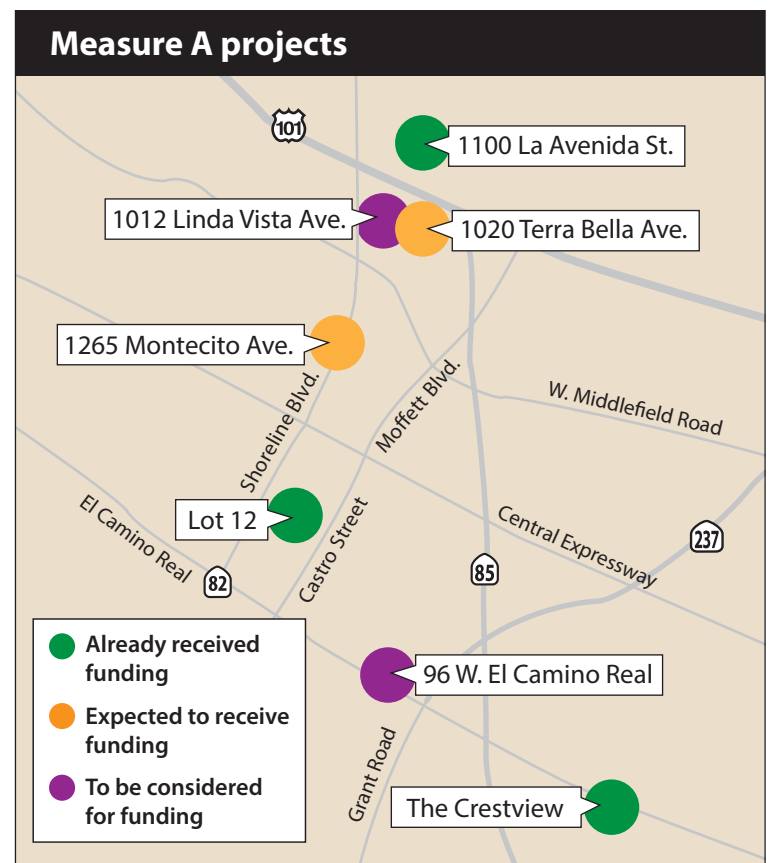 Measure A projects
101
1100 La Avenida St.
1012 Linda Vista Ave.
1020 Terra Bella Ave.
1265 Montecito Ave.
Shoreline Blvd.
Moffett Blvd.
W. Middlefield Road
Lot 12
El Camino Real
82
Castro Street
Central Expressway
237
85
Already received
funding
Expected to receive
funding
To be considered
for funding
96 W. El Camino Real
Grant Road
The Crestview